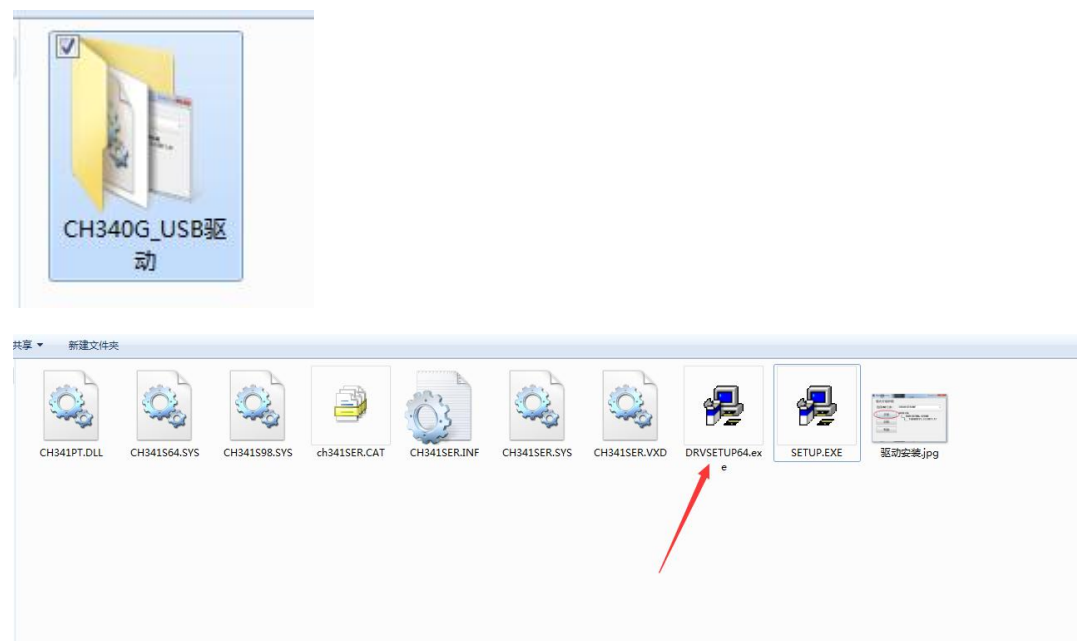 CH340G_USB驱
动
共享 新建文件夹
CH341PT.DLL CH341S64.SYS CH341S98.SYS ch341SER.CAT CH341SER.INF CH341SER.SYS CH341SER.VXD DRVSETUP64.ex SETUP.EXE 驱动安装.jpg
e